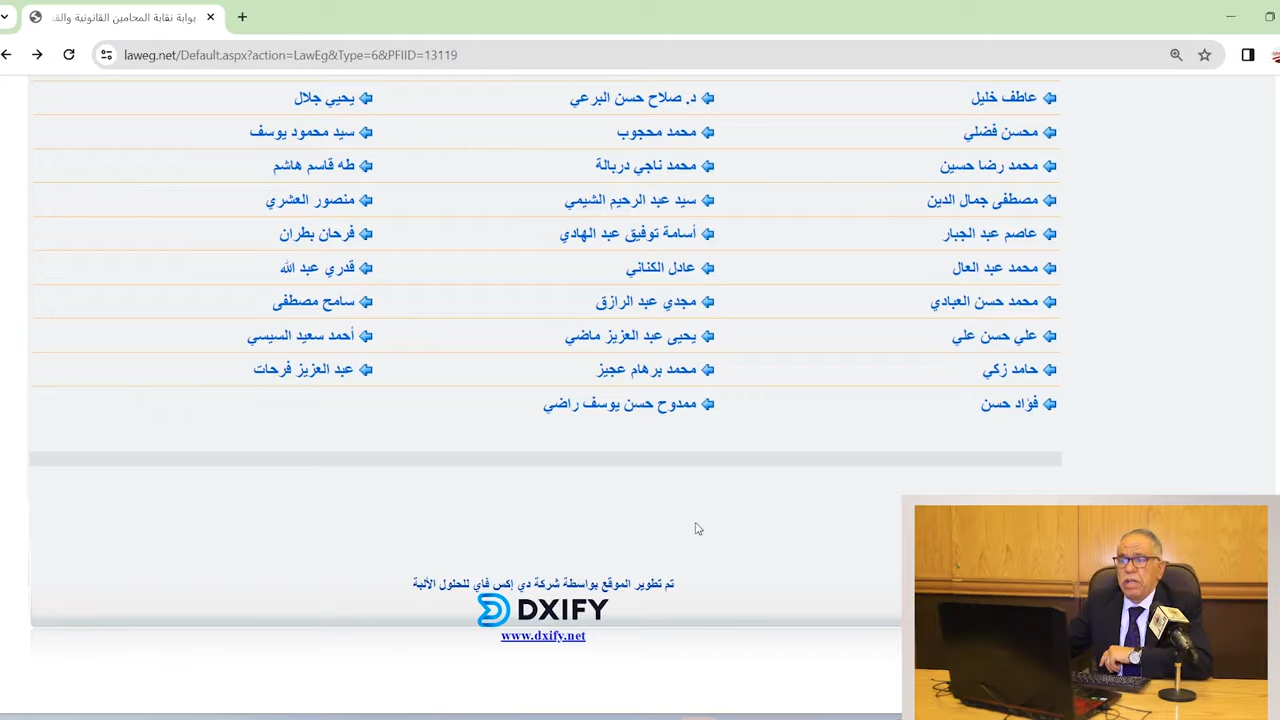 بوابة نقابة المحامين القانونية والق
laweg.net/Default.aspx?action=LawEg&Type=6&PFIID=13119
عاطف خليل د. صلاح حسن البرعي يحيي جلال
محسن فضلي محمد محجوب سيد محمود يوسف
محمد رضا حسين محمد ناجي دربالة طه قاسم هاشم
مصطفى جمال الدين سيد عبد الرحيم الشيمي منصور العشري
عاصم عبد الجبار أسامة توفيق عبد الهادي فرحان بطران
محمد عبد العال عادل الكناني قدري عبد الله
محمد حسن العبادي مجدي عبد الرازق سامح مصطفى
علي حسن علي يحيى عبد العزيز ماضي أحمد سعيد السيسي
حامد زكي محمد برهام عجيز عبد العزيز فرحات
فؤاد حسن ممدوح حسن يوسف راضي
تم تطوير الموقع بواسطة شركة دي إكس فاي للحلول الألية
DXIFY
www.dxify.net